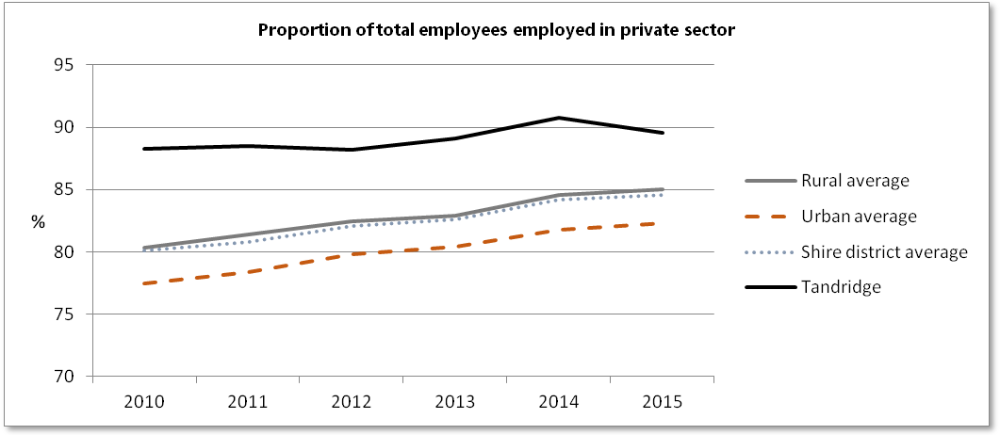 Proportion of total employees employed in private sector
95
90
85
80
75
70
%
2010 2011 2012 2013 2014 2015
Rural average
Urban average
Shire district average
Tandridge